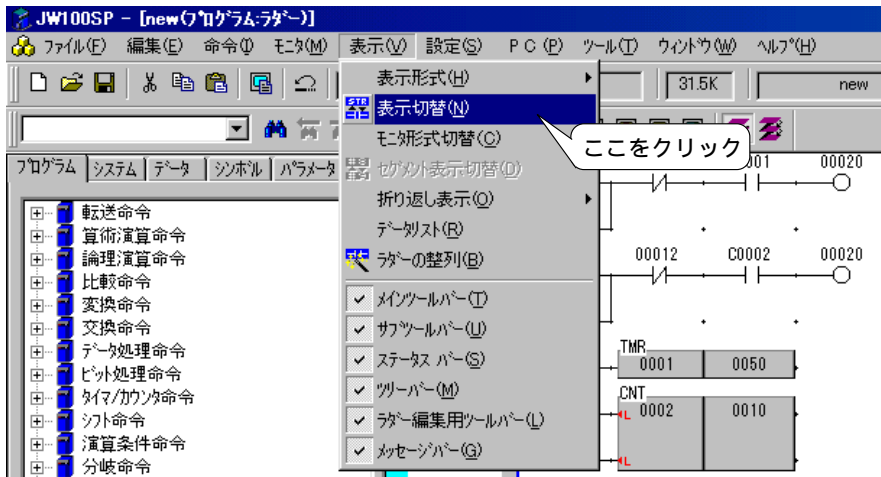 JW100SP - [new(ﾌﾟﾛｸﾞﾗﾑ:ﾗﾀﾞｰ)]
ﾌｧｲﾙ(F) 編集(E) 命令(I) ﾓﾆﾀ(M) 表示(V) 設定(S) ＰＣ(P) ﾂｰﾙ(T) ｳｨﾝﾄﾞｳ(W) ﾍﾙﾌﾟ(H)
31.5K new
表示形式(H)
STR
表示切替(N)
ﾓﾆﾀ形式切替(C)
ｾｸﾞﾒﾝﾄ表示切替(D)
折り返し表示(O)
ﾃﾞｰﾀﾘｽﾄ(R)
ﾗﾀﾞｰの整列(B)
ﾒｲﾝﾂｰﾙﾊﾞｰ(T)
ｻﾌﾞﾂｰﾙﾊﾞｰ(U)
ｽﾃｰﾀｽ ﾊﾞｰ(S)
ﾂﾘｰﾊﾞｰ(M)
ﾗﾀﾞｰ編集用ﾂｰﾙﾊﾞｰ(L)
ﾒｯｾｰｼﾞﾊﾞｰ(G)
ここをクリック
ﾌﾟﾛｸﾞﾗﾑ ｼｽﾃﾑ ﾃﾞｰﾀ ｼﾝﾎﾞﾙ ﾊﾟﾗﾒｰﾀ
転送命令
算術演算命令
論理演算命令
比較命令
変換命令
交換命令
ﾃﾞｰﾀ処理命令
ﾋﾞｯﾄ処理命令
ﾀｲﾏ/ｶｳﾝﾀ命令
ｼﾌﾄ命令
演算条件命令
分岐命令
001 00020
00012 C0002 00020
TMR
0001 0050
CNT
L 0002 0010
L